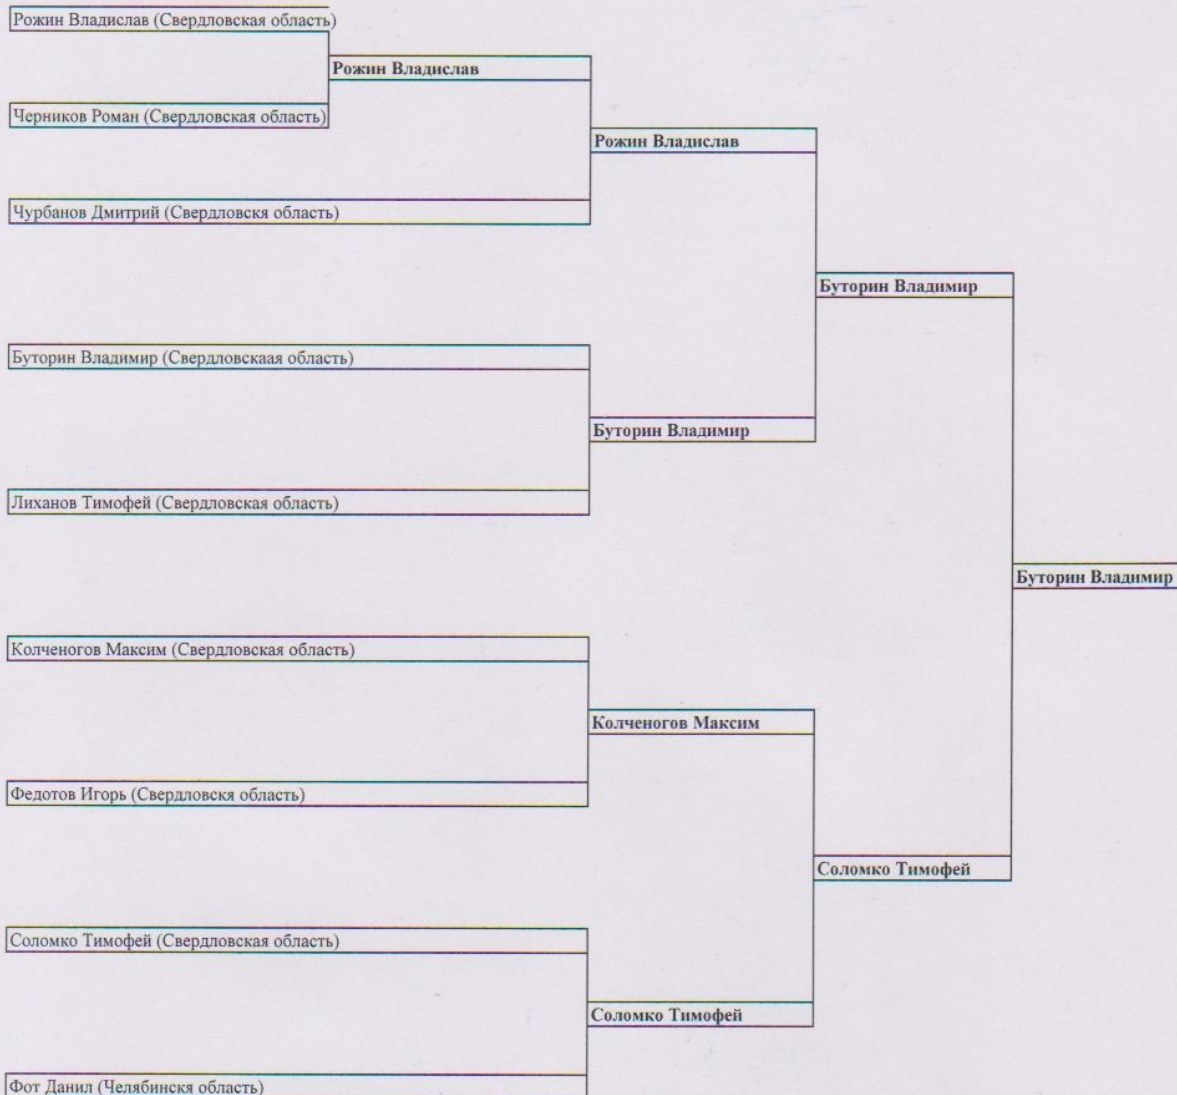 Рожин Владислав (Свердловская область)
Рожин Владислав
Черников Роман (Свердловская область)
Рожин Владислав
Чурбанов Дмитрий (Свердловскя область)
Буторин Владимир
Буторин Владимир (Свердловскаая область)
Буторин Владимир
Лиханов Тимофей (Свердловская область)
Буторин Владимир
Колченогов Максим (Свердловская область)
Колченогов Максим
Федотов Игорь (Свердловскя область)
Соломко Тимофей
Соломко Тимофей (Свердловская область)
Соломко Тимофей
Фот Данил (Челябинскя область)